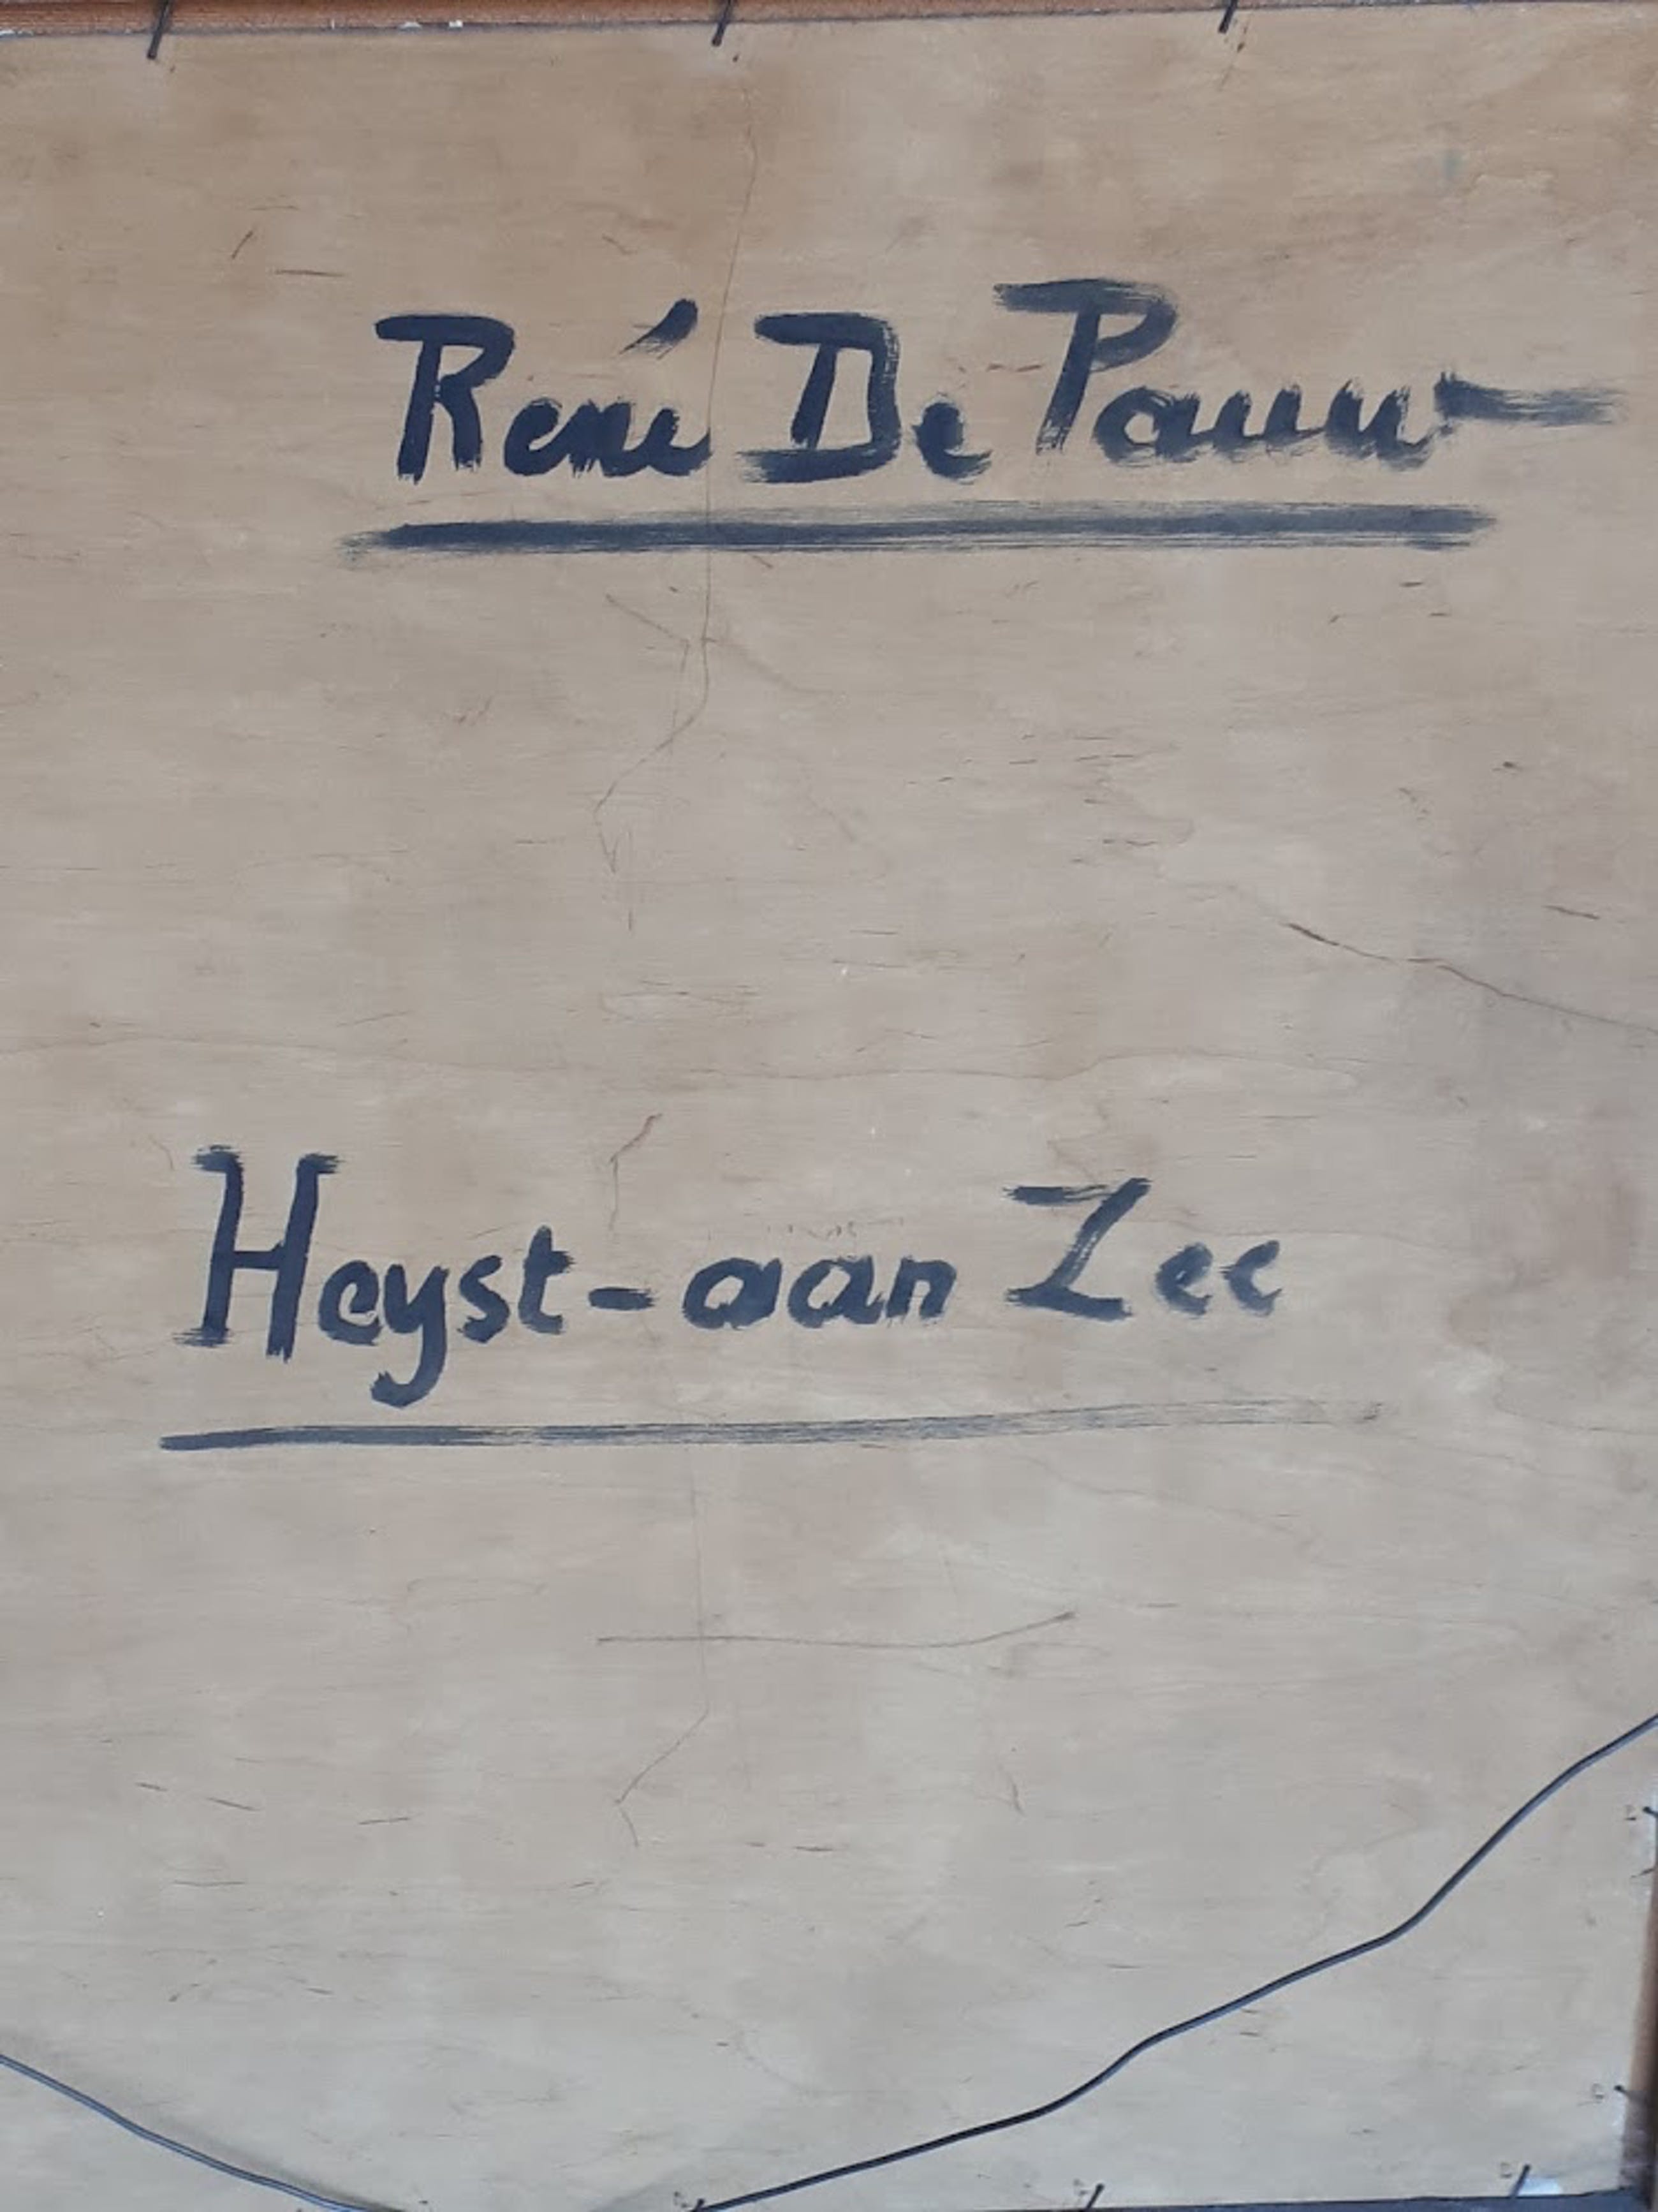 René De Pauw
Heyst-aan Zee